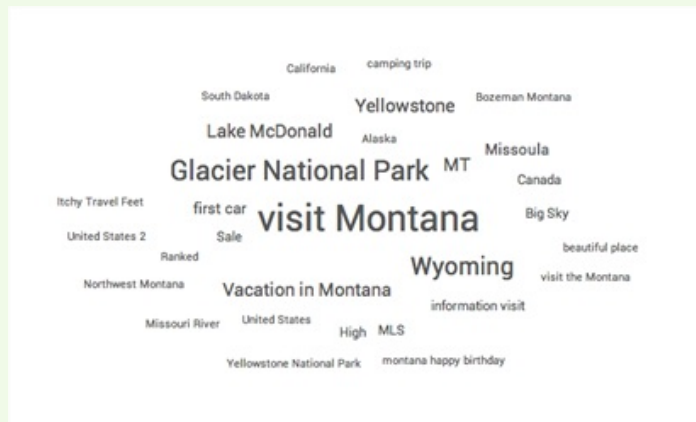 California
camping trip
South Dakota
Yellowstone
Bozeman Montana
Lake McDonald
Alaska
Missoula
Glacier National Park
MT
Canada
Itchy Travel Feet
first car
visit Montana
Big Sky
United States 2
Sale
beautiful place
Ranked
Wyoming
visit the Montana
Northwest Montana
Vacation in Montana
information visit
Missouri River
United States
High
MLS
Yellowstone National Park
montana happy birthday